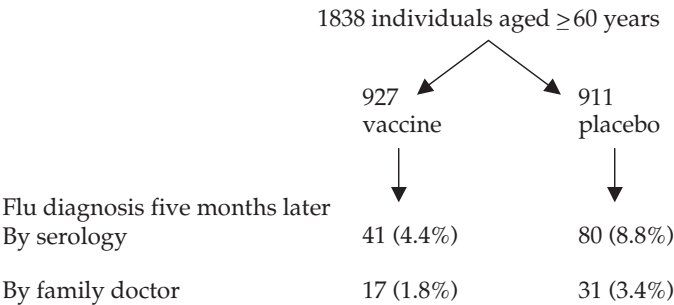 1838 individuals aged ≥60 years
927 911
vaccine placebo
Flu diagnosis five months later
By serology 41 (4.4%) 80 (8.8%)
By family doctor 17 (1.8%) 31 (3.4%)